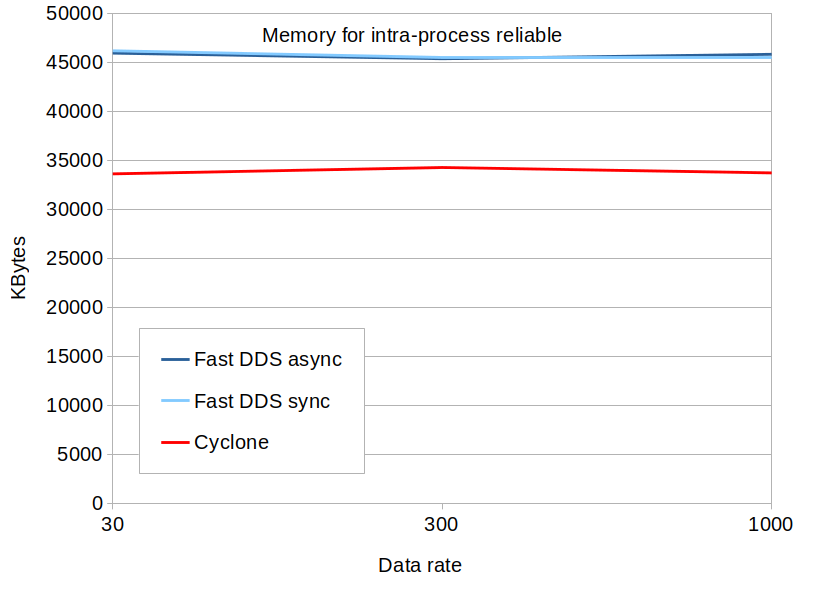 Memory for intra-process reliable
50000
45000
40000
35000
30000
25000
20000
15000
10000
5000
0
KBytes
Fast DDS async
Fast DDS sync
Cyclone
30 300 1000
Data rate